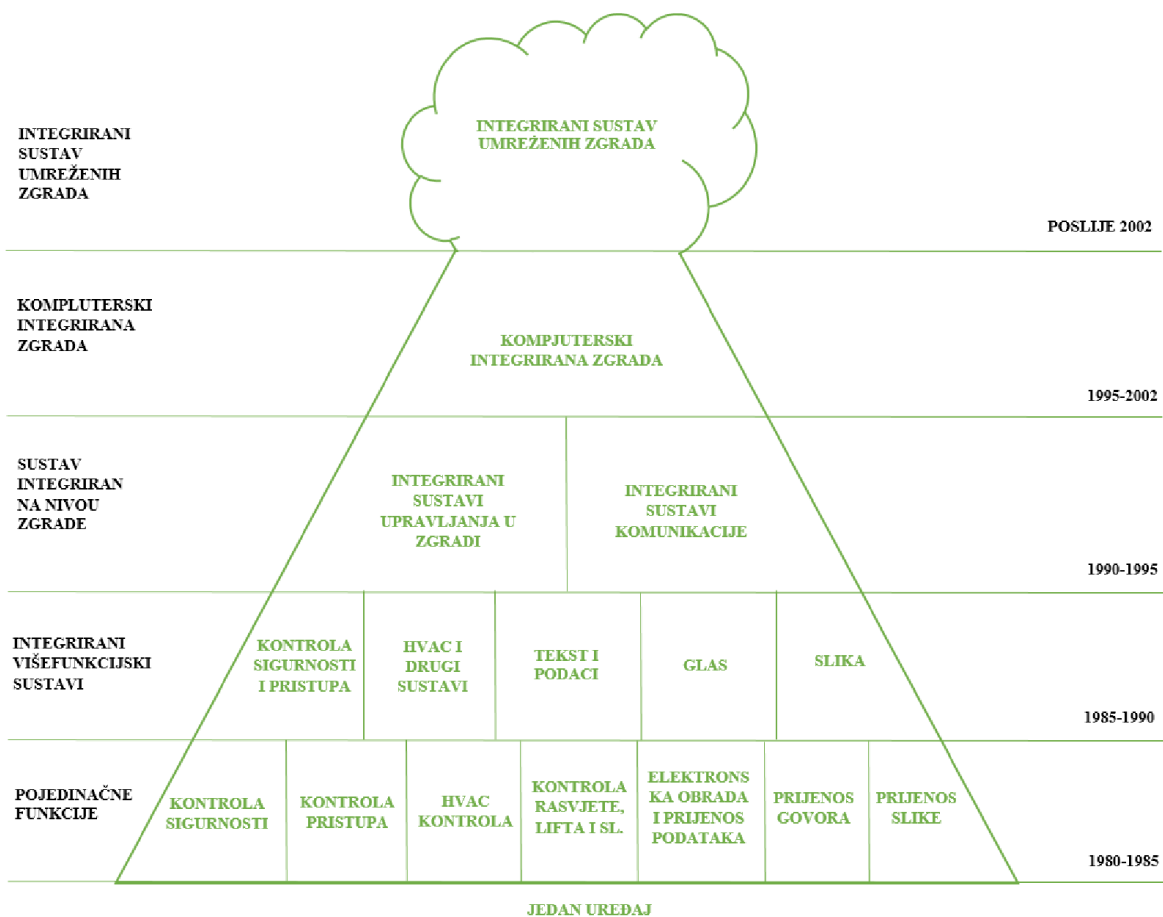 INTEGRIRANI SUSTAV
UMREŽENIH ZGRADA
INTEGRIRANI
SUSTAV
UMREŽENIH
ZGRADA
POSLIJE 2002
KOMPLUTERSKI
INTEGRIRANA
ZGRADA
KOMPJUTERSKI
INTEGRIRANA ZGRADA
1995-2002
SUSTAV
INTEGRIRAN
NA NIVOU
ZGRADE
INTEGRIRANI
SUSTAVI
UPRAVLJANJA U
ZGRADI
INTEGRIRANI
SUSTAVI
KOMUNIKACIJE
1990-1995
INTEGRIRANI
VIŠEFUNKCIJSKI
SUSTAVI
KONTROLA
SIGURNOSTI
I PRISTUPA
HVAC I
DRUGI
SUSTAVI
TEKST I
PODACI
GLAS
SLIKA
1985-1990
POJEDINAČNE
FUNKCIJE
KONTROLA
SIGURNOSTI
KONTROLA
PRISTUPA
HVAC
KONTROLA
KONTROLA
RASVJETE,
LIFTA I SL.
ELEKTRONS
KA OBRADA
I PRIJENOS
PODATAKA
PRIJENOS
GOVORA
PRIJENOS
SLIKE
1980-1985
JEDAN UREĐAJ